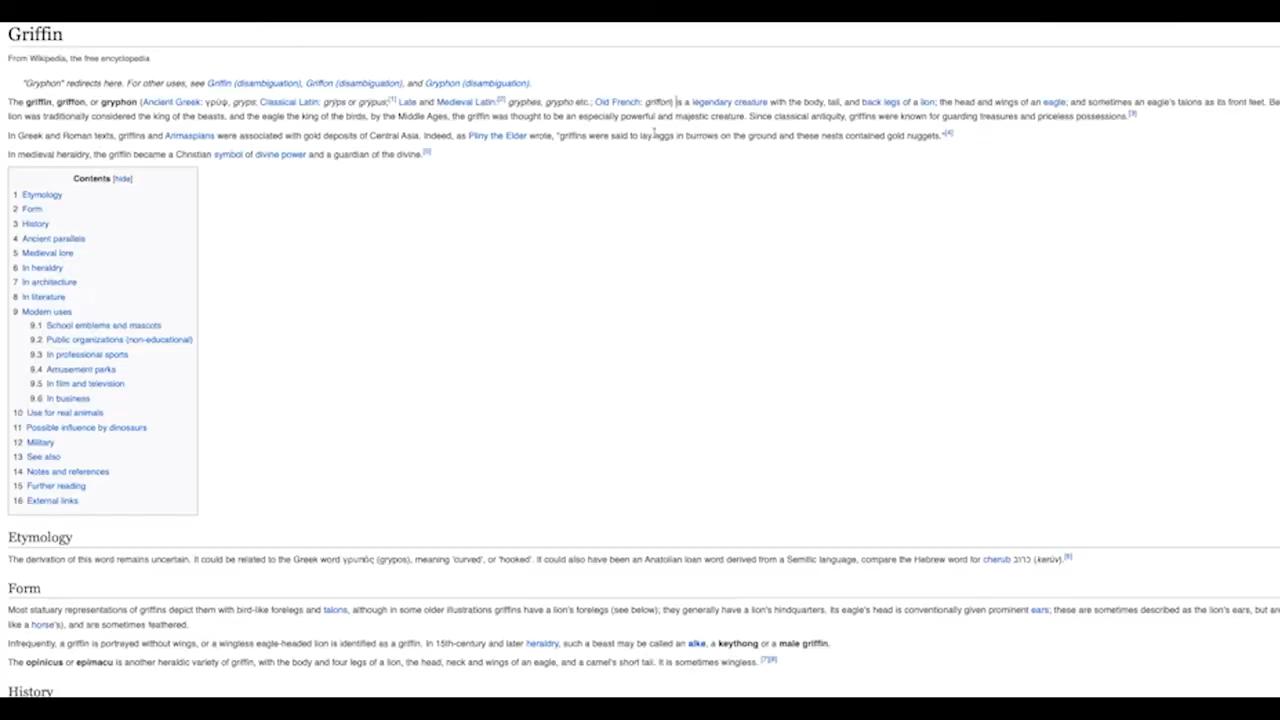 Griffin
From Wikipedia, the free encyclopedia
"Gryphon" redirects here. For other uses, see Griffin (disambiguation), Griffon (disambiguation), and Gryphon (disambiguation).
The griffin, griffon, or gryphon (Ancient Greek: γρύψ, gryps; Classical Latin: grȳps or grȳpus;[1] Late and Medieval Latin:[2] gryphes, grypho etc.; Old French: griffon) is a legendary creature with the body, tail, and back legs of a lion; the head and wings of an eagle; and sometimes an eagle's talons as its front feet. Be
lion was traditionally considered the king of the beasts, and the eagle the king of the birds, by the Middle Ages, the griffin was thought to be an especially powerful and majestic creature. Since classical antiquity, griffins were known for guarding treasures and priceless possessions.[3]
In Greek and Roman texts, griffins and Arimaspians were associated with gold deposits of Central Asia. Indeed, as Pliny the Elder wrote, "griffins were said to lay eggs in burrows on the ground and these nests contained gold nuggets."[4]
In medieval heraldry, the griffin became a Christian symbol of divine power and a guardian of the divine.[5]
Contents [hide]
1 Etymology
2 Form
3 History
4 Ancient parallels
5 Medieval lore
6 In heraldry
7 In architecture
8 In literature
9 Modern uses
9.1 School emblems and mascots
9.2 Public organizations (non-educational)
9.3 In professional sports
9.4 Amusement parks
9.5 In film and television
9.6 In business
10 Use for real animals
11 Possible influence by dinosaurs
12 Military
13 See also
14 Notes and references
15 Further reading
16 External links
Etymology
The derivation of this word remains uncertain. It could be related to the Greek word γρυπός (grypos), meaning 'curved', or 'hooked'. It could also have been an Anatolian loan word derived from a Semitic language, compare the Hebrew word for cherub כרוב (kerúv).[6]
Form
Most statuary representations of griffins depict them with bird-like forelegs and talons, although in some older illustrations griffins have a lion's forelegs (see below); they generally have a lion's hindquarters. Its eagle's head is conventionally given prominent ears; these are sometimes described as the lion's ears, but are
like a horse's), and are sometimes feathered.
Infrequently, a griffin is portrayed without wings, or a wingless eagle-headed lion is identified as a griffin. In 15th-century and later heraldry, such a beast may be called an alke, a keythong or a male griffin.
The opinicus or epimacu is another heraldic variety of griffin, with the body and four legs of a lion, the head, neck and wings of an eagle, and a camel's short tail. It is sometimes wingless. [7][8]
History